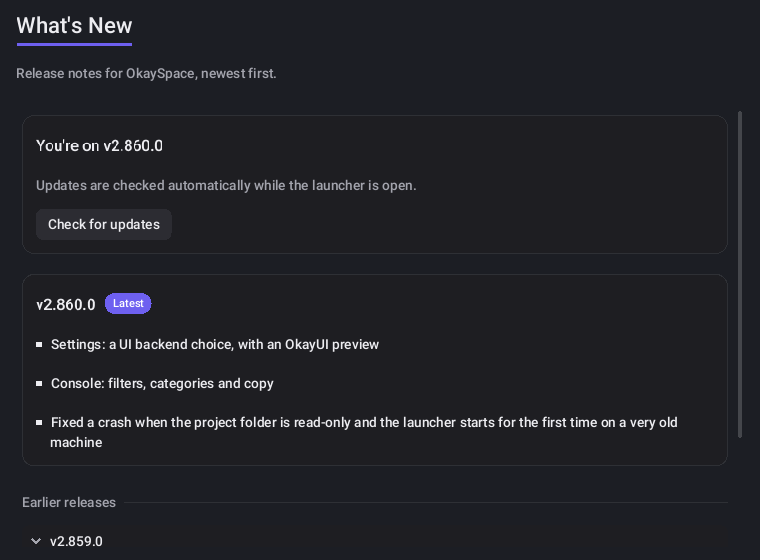 What's New
Release notes for OkaySpace, newest first.
You're on v2.860.0
Updates are checked automatically while the launcher is open.
Check for updates
v2.860.0 Latest
Settings: a UI backend choice, with an OkayUI preview
Console: filters, categories and copy
Fixed a crash when the project folder is read-only and the launcher starts for the first time on a very old
machine
Earlier releases
v2.859.0